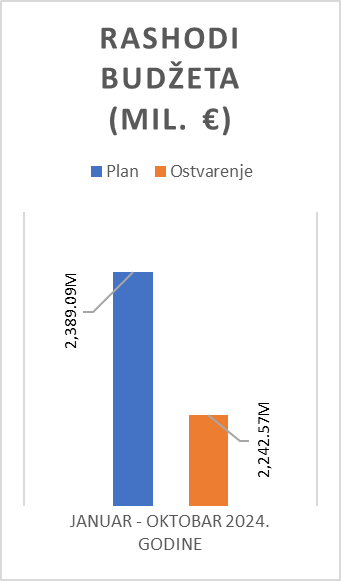 RASHODI
BUDŽETA
(MIL. €)
Plan
Ostvarenje
2,389.09M
2,242.57M
JANUAR - OKTOBAR 2024.
GODINE